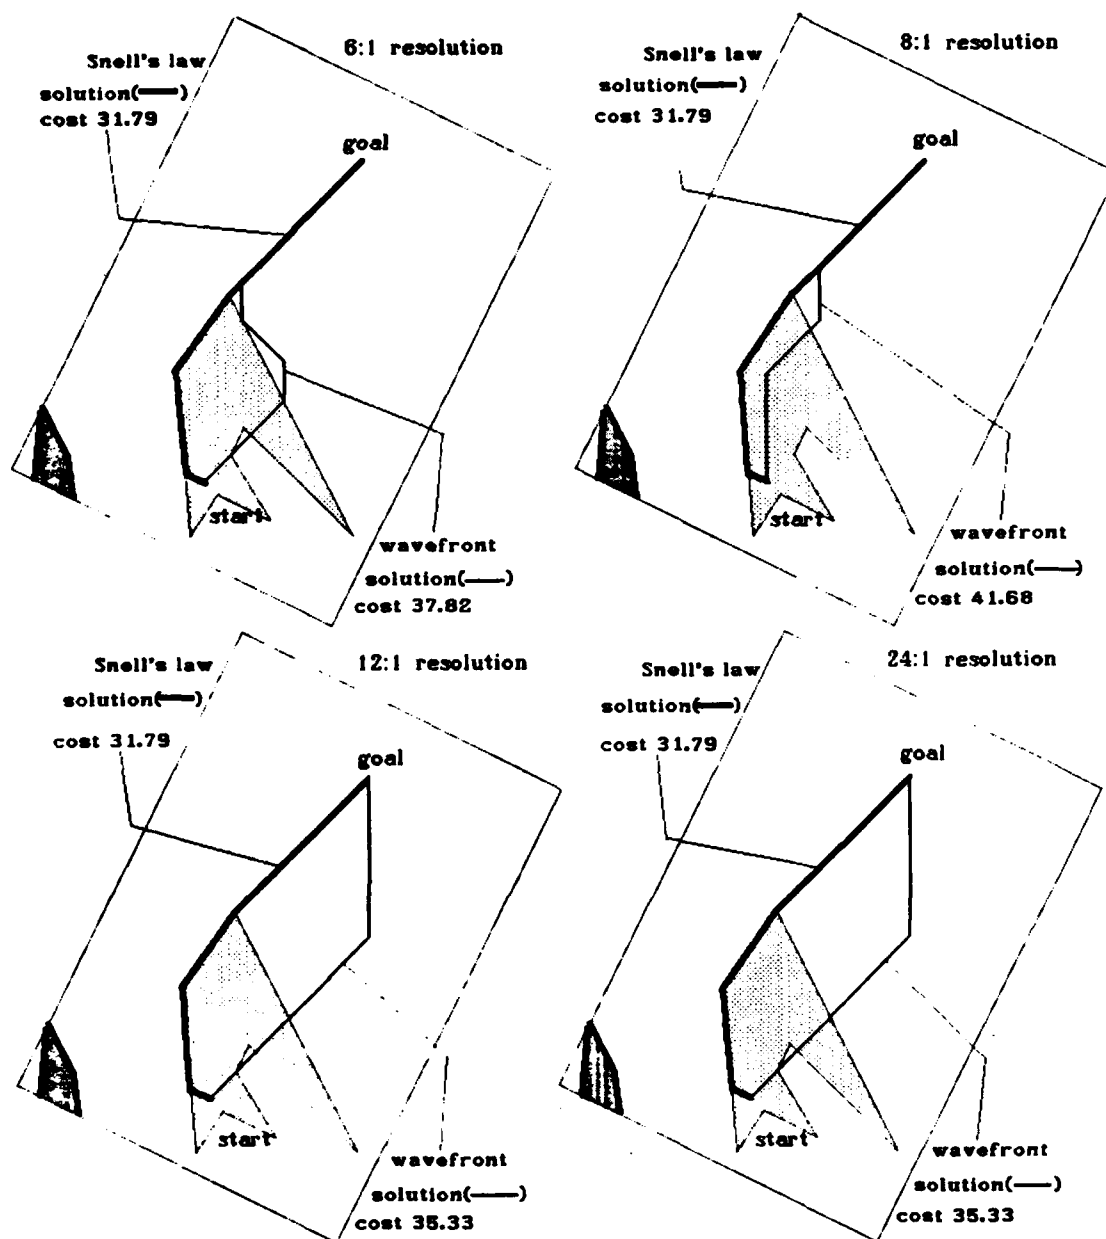 6:1 resolution
Snell's law
solution(——)
cost 31.79
goal
start
wavefront
solution(——)
cost 37.82
8:1 resolution
Snell's law
solution(——)
cost 31.79
goal
start
wavefront
solution(——)
cost 41.68
12:1 resolution
Snell's law
solution(——)
cost 31.79
goal
start
wavefront
solution(——)
cost 35.33
24:1 resolution
Snell's law
solution(——)
cost 31.79
goal
start
wavefront
solution(——)
cost 35.33